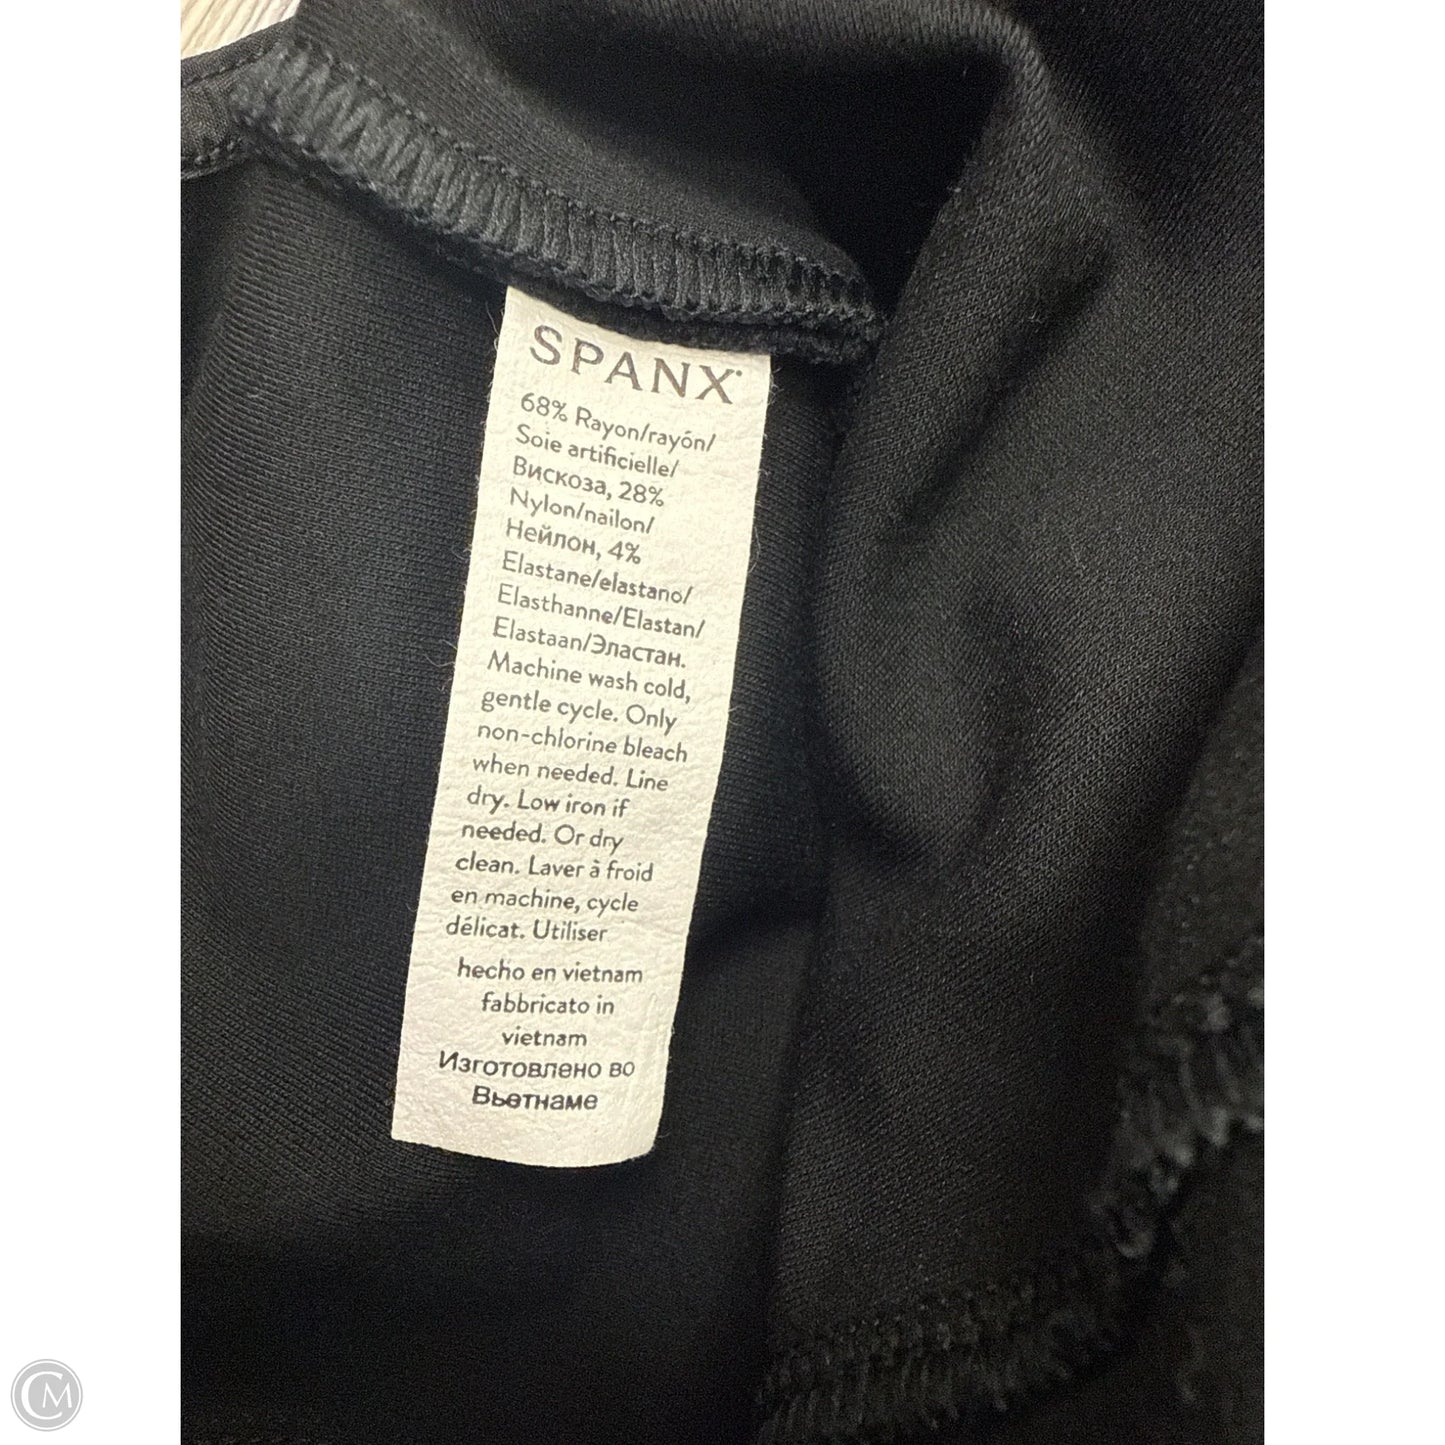 SPANX
68% Rayon/rayón/
Soie artificielle/
Вискоза, 28%
Nylon/nailon/
Нейлон, 4%
Elastane/elastano/
Elasthanne/Elastan/
Elastaan/Эластан.
Machine wash cold,
gentle cycle. Only
non-chlorine bleach
when needed. Line
dry. Low iron if
needed. Or dry
clean. Laver à froid
en machine, cycle
délicat. Utiliser
hecho en vietnam
fabbricato in
vietnam
Изготовлено во
Вьетнаме
CM